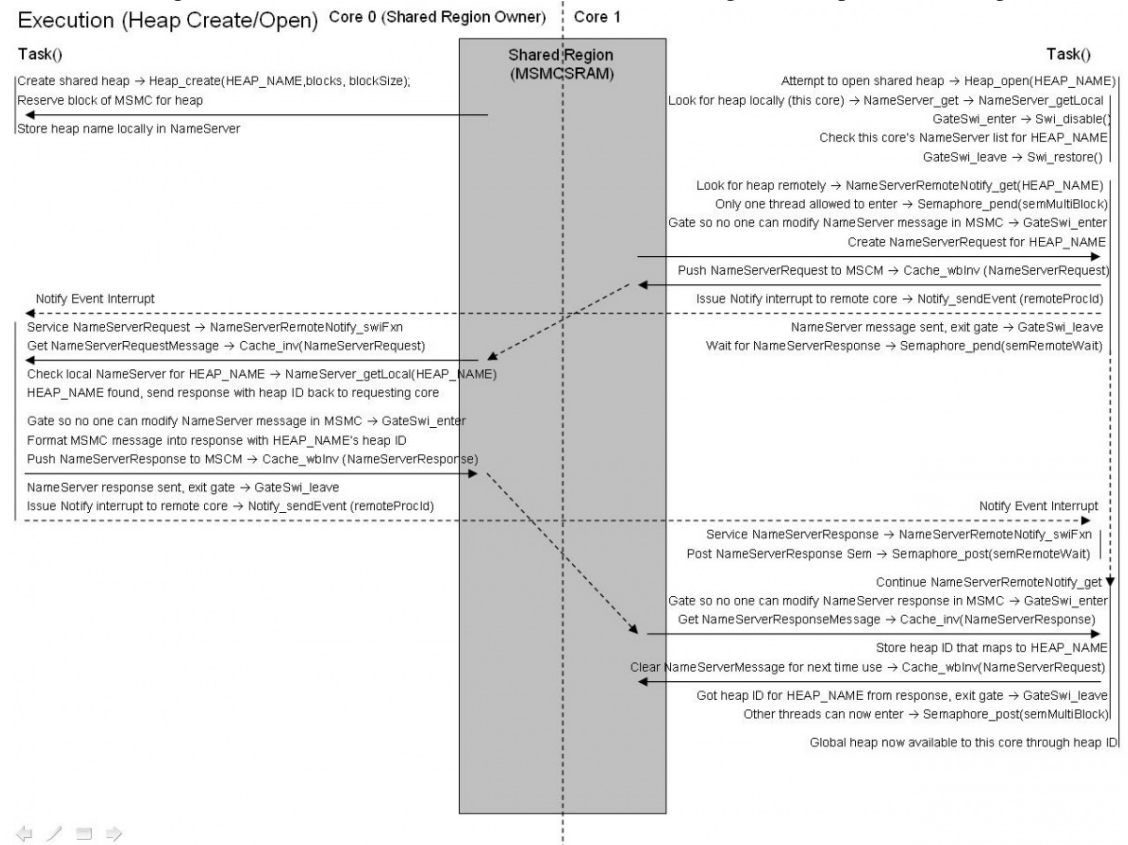 Execution (Heap Create/Open)
Core 0 (Shared Region Owner)
Core 1
Task()
Shared Region
(MSMCSRAM)
Task()
Create shared heap → Heap_create(HEAP_NAME,blocks, blockSize);
Reserve block of MSMC for heap
Store heap name locally in NameServer
Attempt to open shared heap → Heap_open(HEAP_NAME)
Look for heap locally (this core) → NameServer_get → NameServer_getLocal
GateSwi_enter → Swi_disable()
Check this core's NameServer list for HEAP_NAME
GateSwi_leave → Swi_restore()
Look for heap remotely → NameServerRemoteNotify_get(HEAP_NAME)
Only one thread allowed to enter → Semaphore_pend(semMultiBlock)
Gate so no one can modify NameServer message in MSMC → GateSwi_enter
Create NameServerRequest for HEAP_NAME
Push NameServerRequest to MSCM → Cache_wbInv (NameServerRequest)
Notify Event Interrupt
Issue Notify interrupt to remote core → Notify_sendEvent (remoteProcId)
Service NameServerRequest → NameServerRemoteNotify_swiFxn
Get NameServerRequestMessage → Cache_inv(NameServerRequest)
NameServer message sent, exit gate → GateSwi_leave
Wait for NameServerResponse → Semaphore_pend(semRemoteWait)
Check local NameServer for HEAP_NAME → NameServer_getLocal(HEAP_NAME)
HEAP_NAME found, send response with heap ID back to requesting core
Gate so no one can modify NameServer message in MSMC → GateSwi_enter
Format MSMC message into response with HEAP_NAME's heap ID
Push NameServerResponse to MSCM → Cache_wbInv (NameServerResponse)
NameServer response sent, exit gate → GateSwi_leave
Issue Notify interrupt to remote core → Notify_sendEvent (remoteProcId)
Notify Event Interrupt
Service NameServerResponse → NameServerRemoteNotify_swiFxn
Post NameServerResponse Sem → Semaphore_post(semRemoteWait)
Continue NameServerRemoteNotify_get
Gate so no one can modify NameServer response in MSMC → GateSwi_enter
Get NameServerResponseMessage → Cache_inv(NameServerResponse)
Store heap ID that maps to HEAP_NAME
Clear NameServerMessage for next time use → Cache_wbInv(NameServerRequest)
Got heap ID for HEAP_NAME from response, exit gate → GateSwi_leave
Other threads can now enter → Semaphore_post(semMultiBlock)
Global heap now available to this core through heap ID